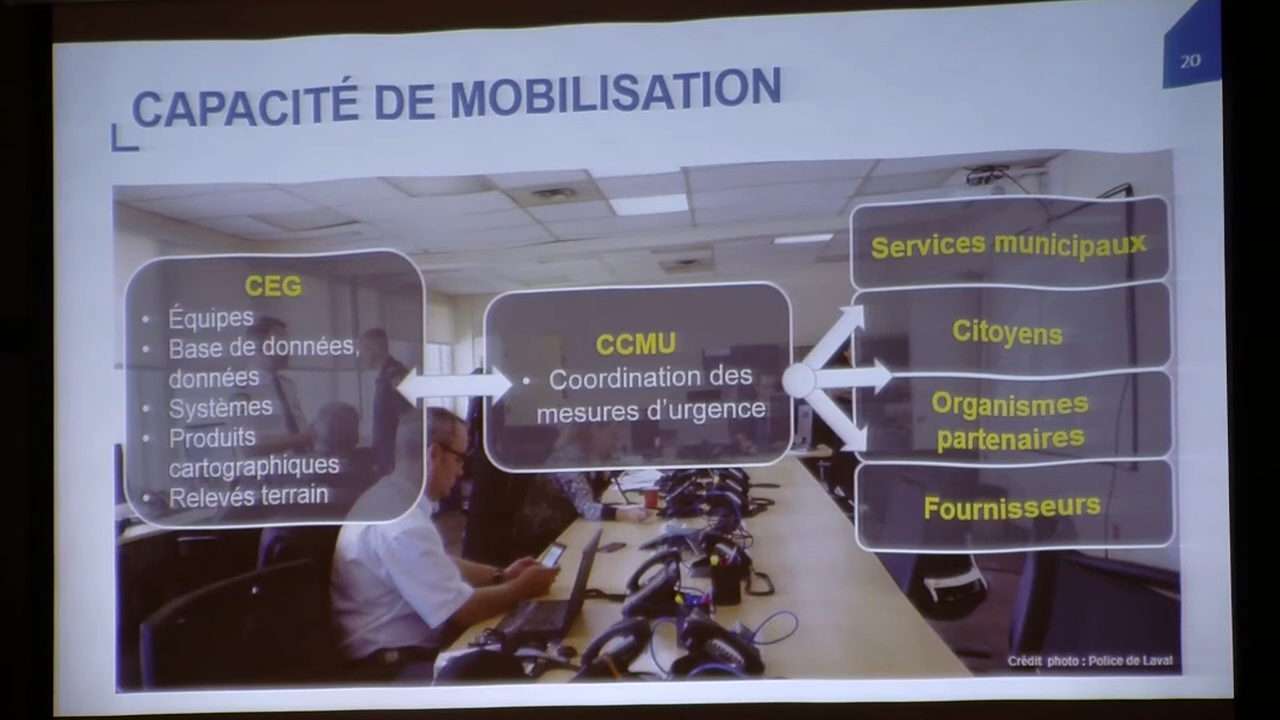 20
CAPACITÉ DE MOBILISATION
CEG
• Équipes
• Base de données,
données
• Systèmes
• Produits
cartographiques
• Relevés terrain
CCMU
• Coordination des
mesures d'urgence
Services municipaux
Citoyens
Organismes
partenaires
Fournisseurs
Crédit photo : Police de Laval